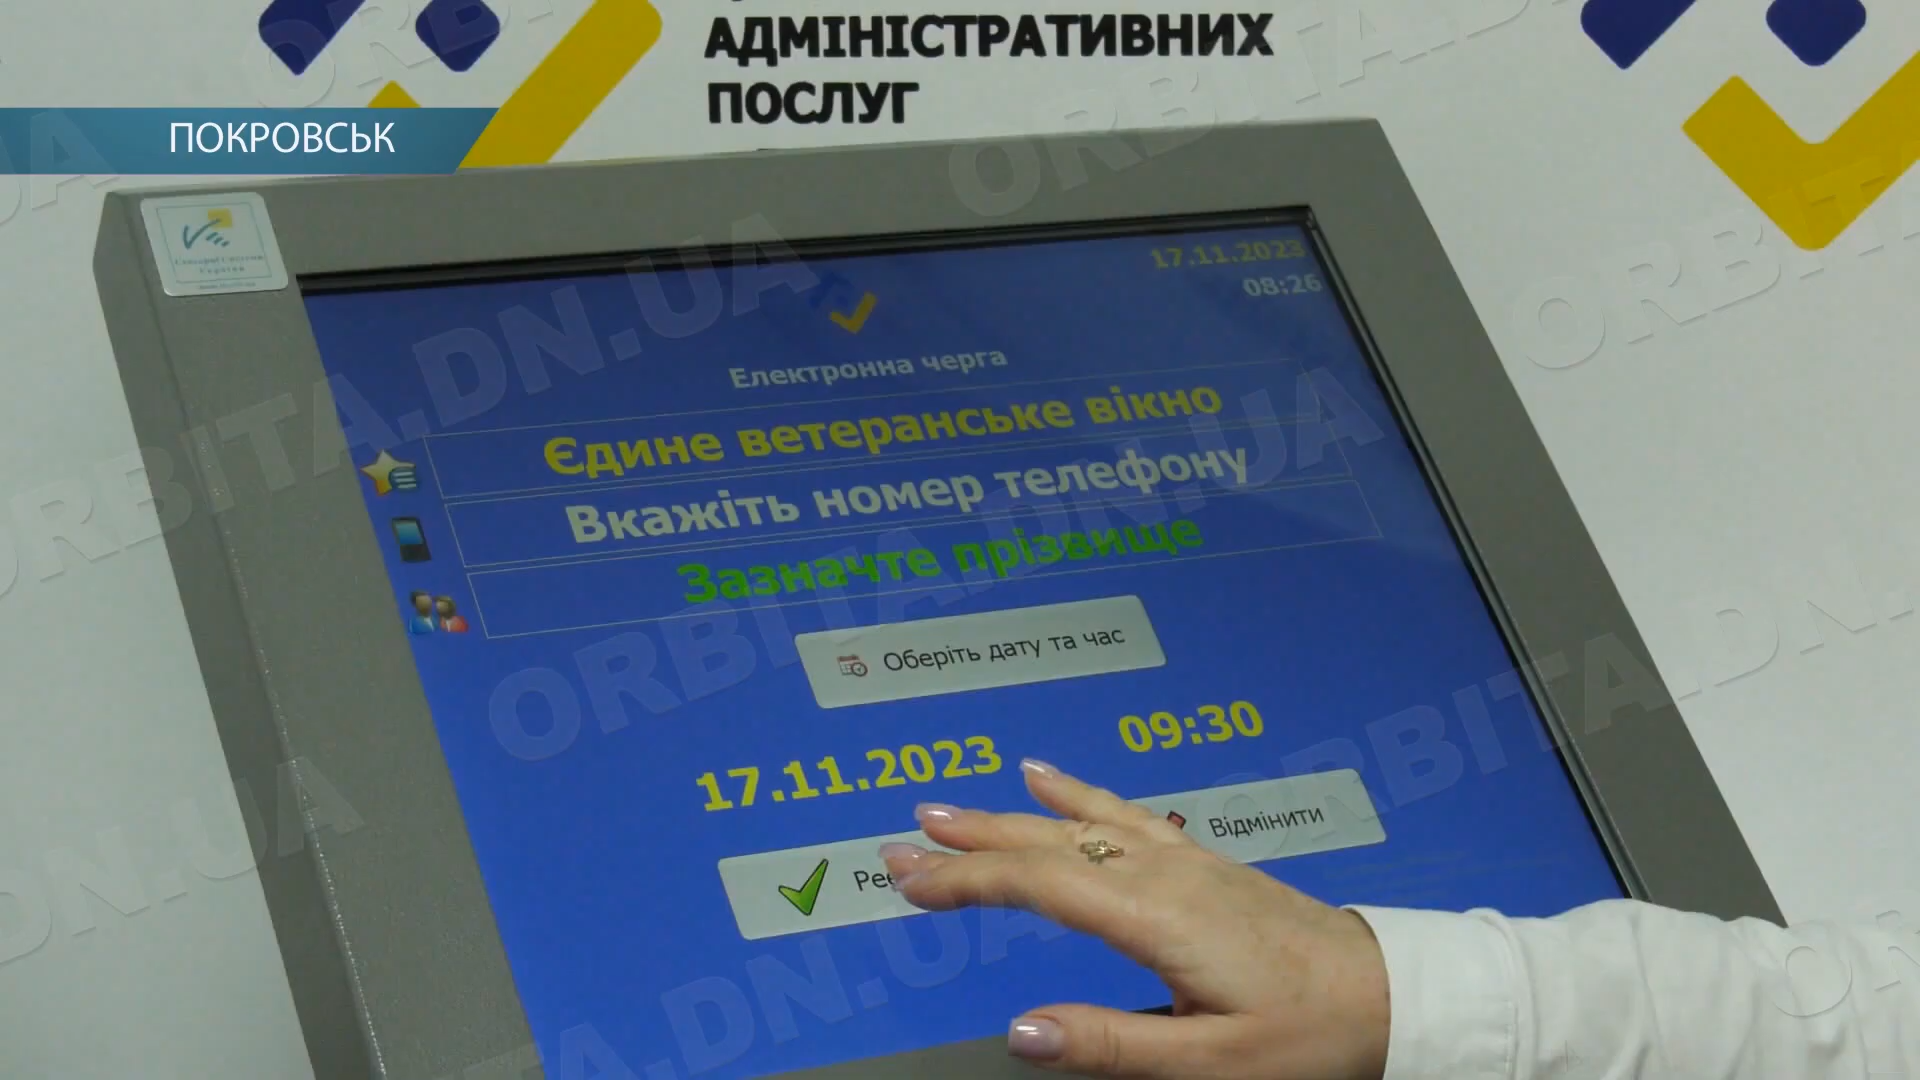 АДМІНІСТРАТИВНИХ
ПОСЛУГ
ПОКРОВСЬК
17.11.2023
08:26
Електронна черга
Єдине ветеранське вікно
Вкажіть номер телефону
Зазначте прізвище
Оберіть дату та час
17.11.2023 09:30
Рее
Відмінити
ORBITA.DN.UA